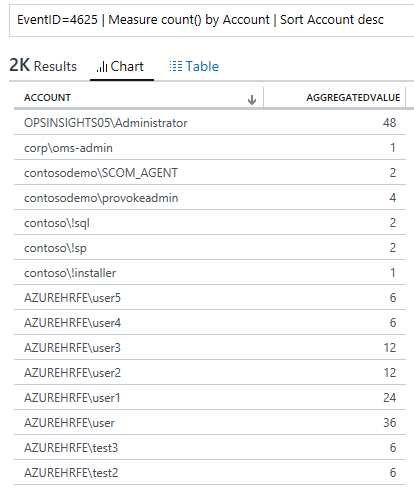 EventID=4625 | Measure count() by Account | Sort Account desc
2K Results Chart Table
ACCOUNT AGGREGATEDVALUE
OPSINSIGHTS05\Administrator 48
corp\oms-admin 1
contosodemo\SCOM_AGENT 2
contosodemo\provokeadmin 4
contoso\!sql 2
contoso\!sp 2
contoso\!installer 1
AZUREHRFE\user5 6
AZUREHRFE\user4 6
AZUREHRFE\user3 12
AZUREHRFE\user2 12
AZUREHRFE\user1 24
AZUREHRFE\user 36
AZUREHRFE\test3 6
AZUREHRFE\test2 6